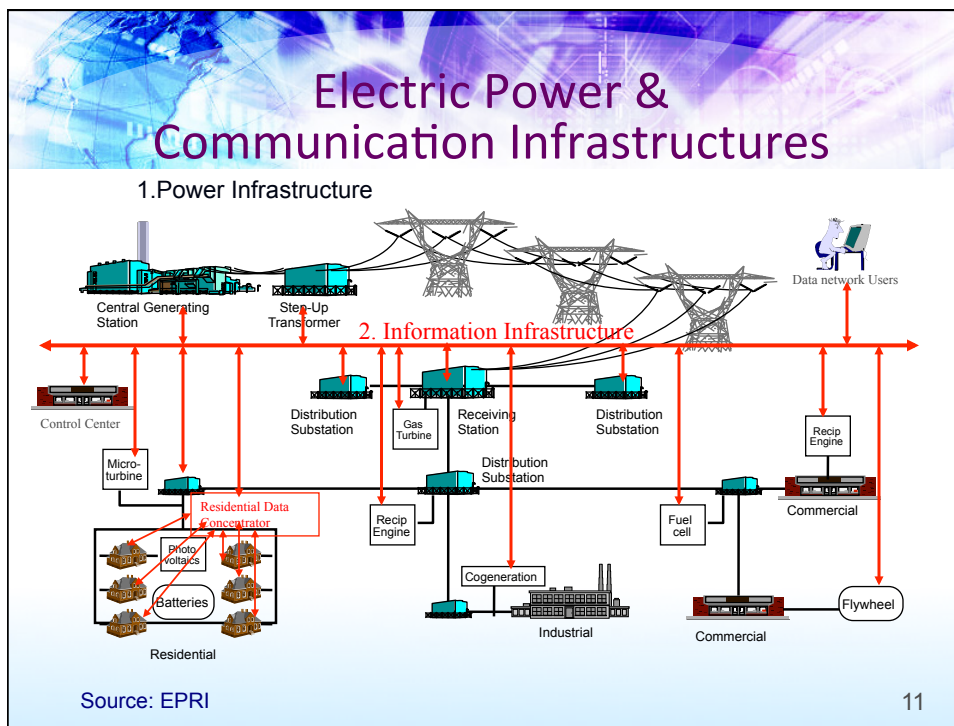 Electric Power &
Communication Infrastructures
1.Power Infrastructure
Data network Users
Central Generating
Station
Step-Up
Transformer
2. Information Infrastructure
Control Center
Distribution
Substation
Gas
Turbine
Receiving
Station
Distribution
Substation
Recip
Engine
Micro-
turbine
Distribution
Substation
Commercial
Residential Data
Concentrator
Recip
Engine
Fuel
cell
Photo
voltaics
Batteries
Cogeneration
Industrial
Commercial
Flywheel
Residential
Source: EPRI
11